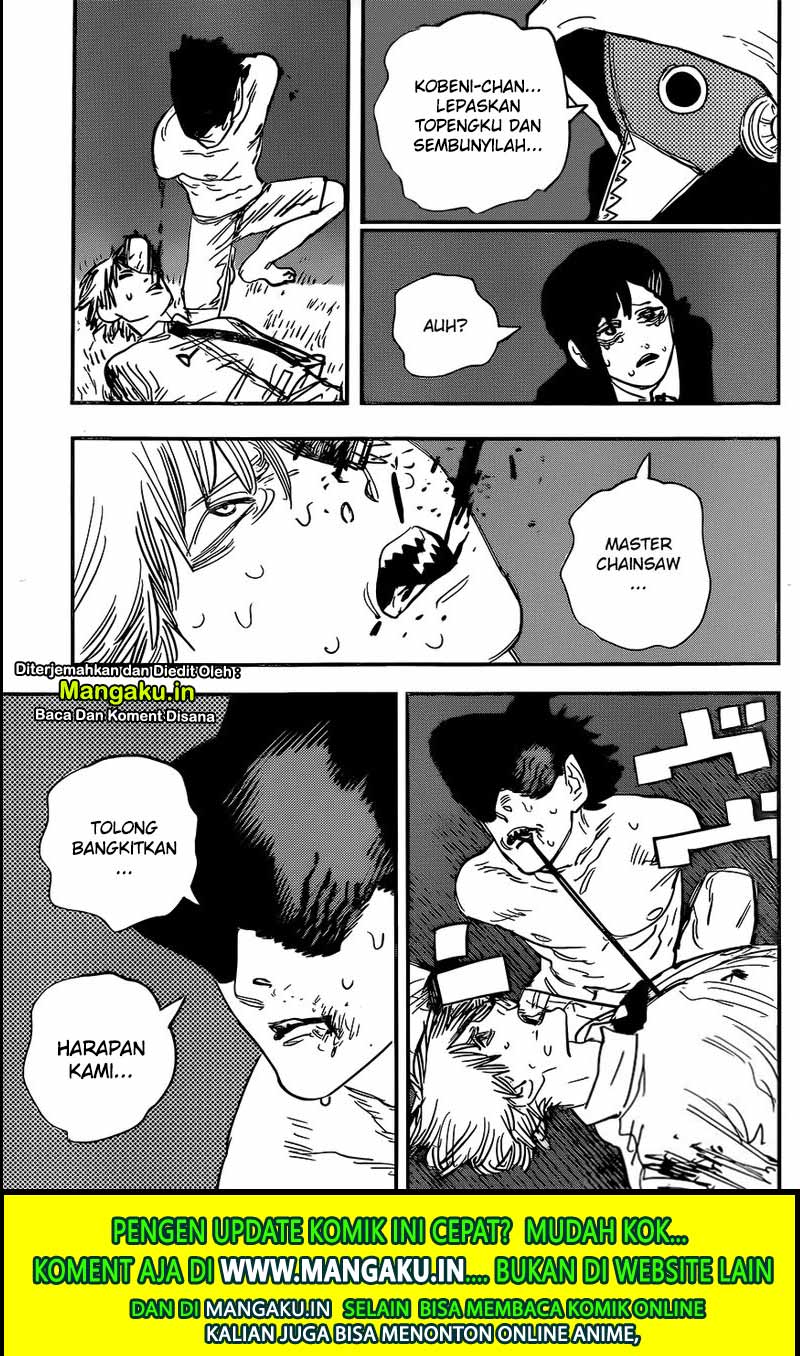 KOBENI-CHAN...
LEPASKAN
TOPENGKU DAN
SEMBUNYILAH...
AUH?
MASTER
CHAINSAW
...
Diterjemahkan dan Diedit Oleh :
Mangaku.in
Baca Dan Koment Disana
TOLONG
BANGKITKAN
...
HARAPAN
KAMI...
PENGEN UPDATE KOMIK INI CEPAT? MUDAH KOK...
KOMENT AJA DI WWW.MANGAKU.IN.... BUKAN DI WEBSITE LAIN
DAN DI MANGAKU.IN SELAIN BISA MEMBACA KOMIK ONLINE
KALIAN JUGA BISA MENONTON ONLINE ANIME,